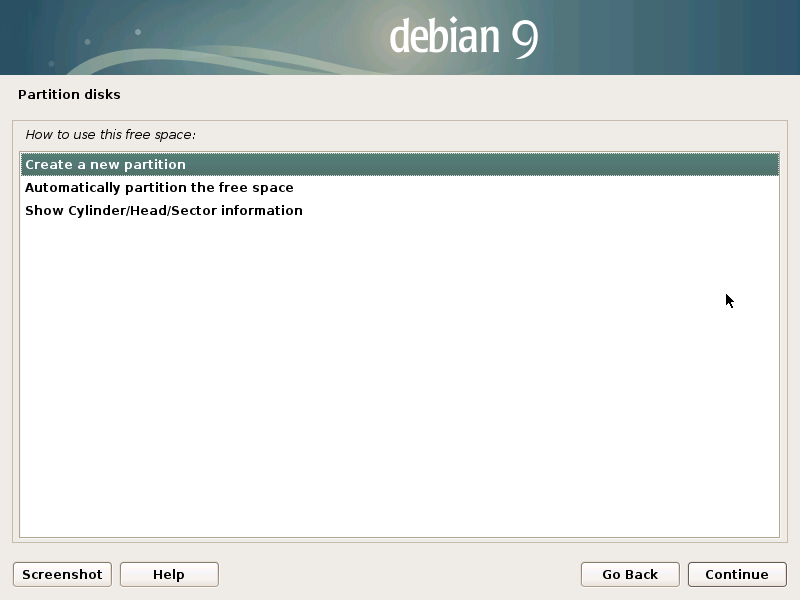 debian 9
Partition disks
How to use this free space:
Create a new partition
Automatically partition the free space
Show Cylinder/Head/Sector information
Screenshot
Help
Go Back
Continue